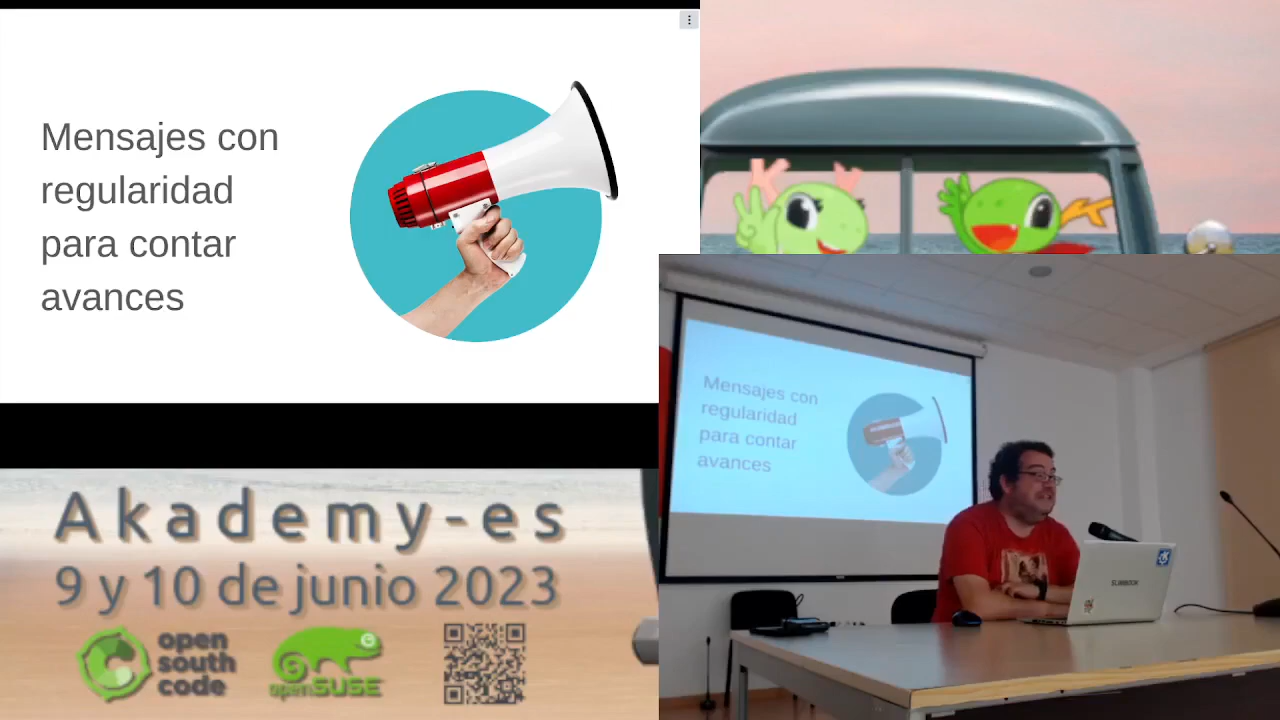 Mensajes con
regularidad
para contar
avances
Mensajes con
regularidad
para contar
avances
SLIMBOOK
Akademy-es
9 y 10 de junio 2023
open
south
code
openSUSE